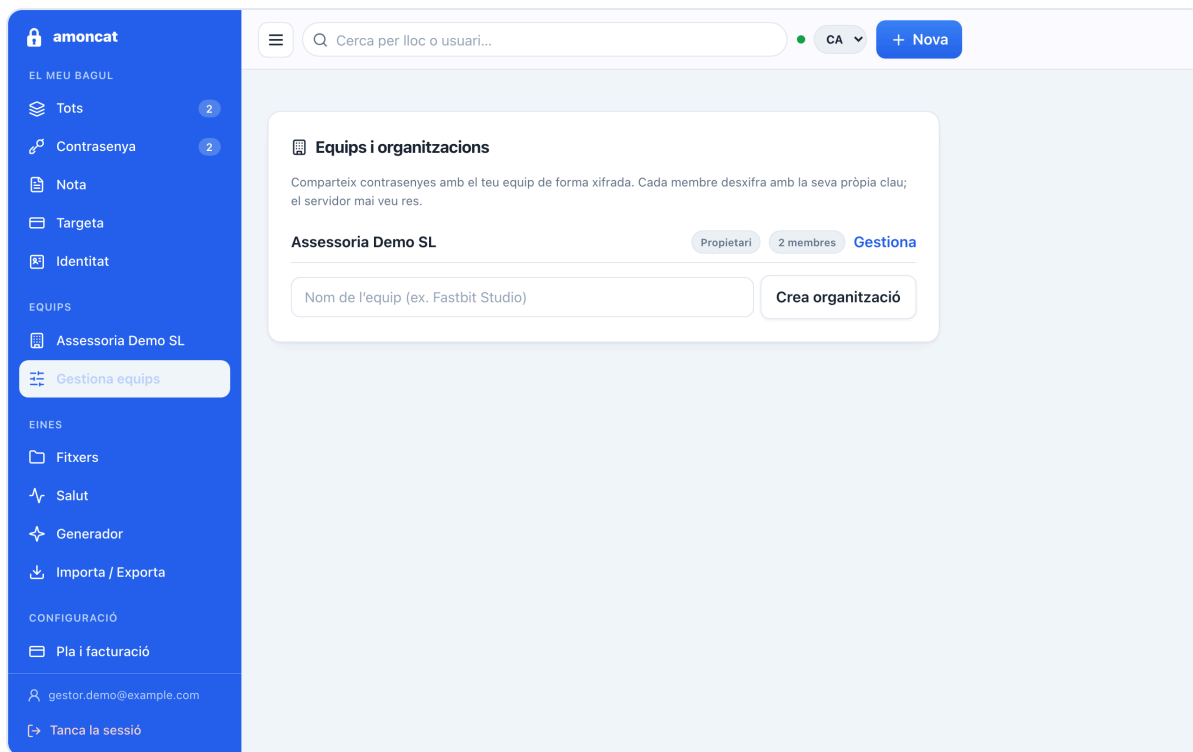 amoncat
EL MEU BAGUL
Tots 2
Contrasenya 2
Nota
Targeta
Identitat
EQUIPS
Assessoria Demo SL
Gestiona equips
EINES
Fitxers
Salut
Generador
Importa / Exporta
CONFIGURACIÓ
Pla i facturació
gestor.demo@example.com
Tanca la sessió
Cerca per lloc o usuari...
CA
+ Nova
Equips i organitzacions
Comparteix contrasenyes amb el teu equip de forma xifrada. Cada membre desxifra amb la seva pròpia clau;
el servidor mai veu res.
Assessoria Demo SL Propietari 2 membres Gestiona
Nom de l'equip (ex. Fastbit Studio) Crea organització